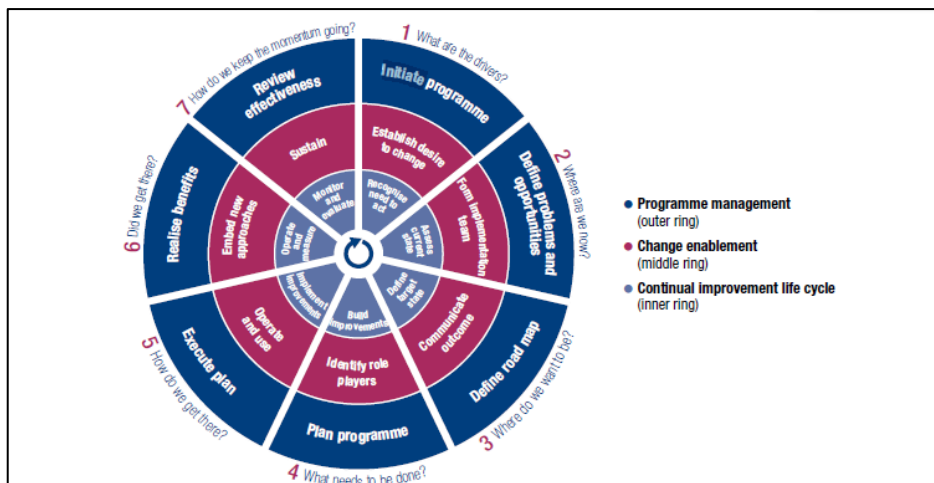 1 What are the drivers?
Initiate programme
Establish desire
to change
Recognise
need to
act
2 Where are we now?
Define problems and
opportunities
Form implementation
team
Assess
current
state
3 Where do we want to be?
Define road map
Communicate
outcome
Define
target
state
4 What needs to be done?
Plan programme
Identify role
players
Build
improvements
5 How do we get there?
Execute plan
Operate
and use
Implement
improvements
6 Did we get there?
Realise benefits
Embed new
approaches
Operate
and
measure
7 How do we keep the momentum going?
Review
effectiveness
Sustain
Monitor
and
evaluate
Programme management
(outer ring)
Change enablement
(middle ring)
Continual improvement life cycle
(inner ring)